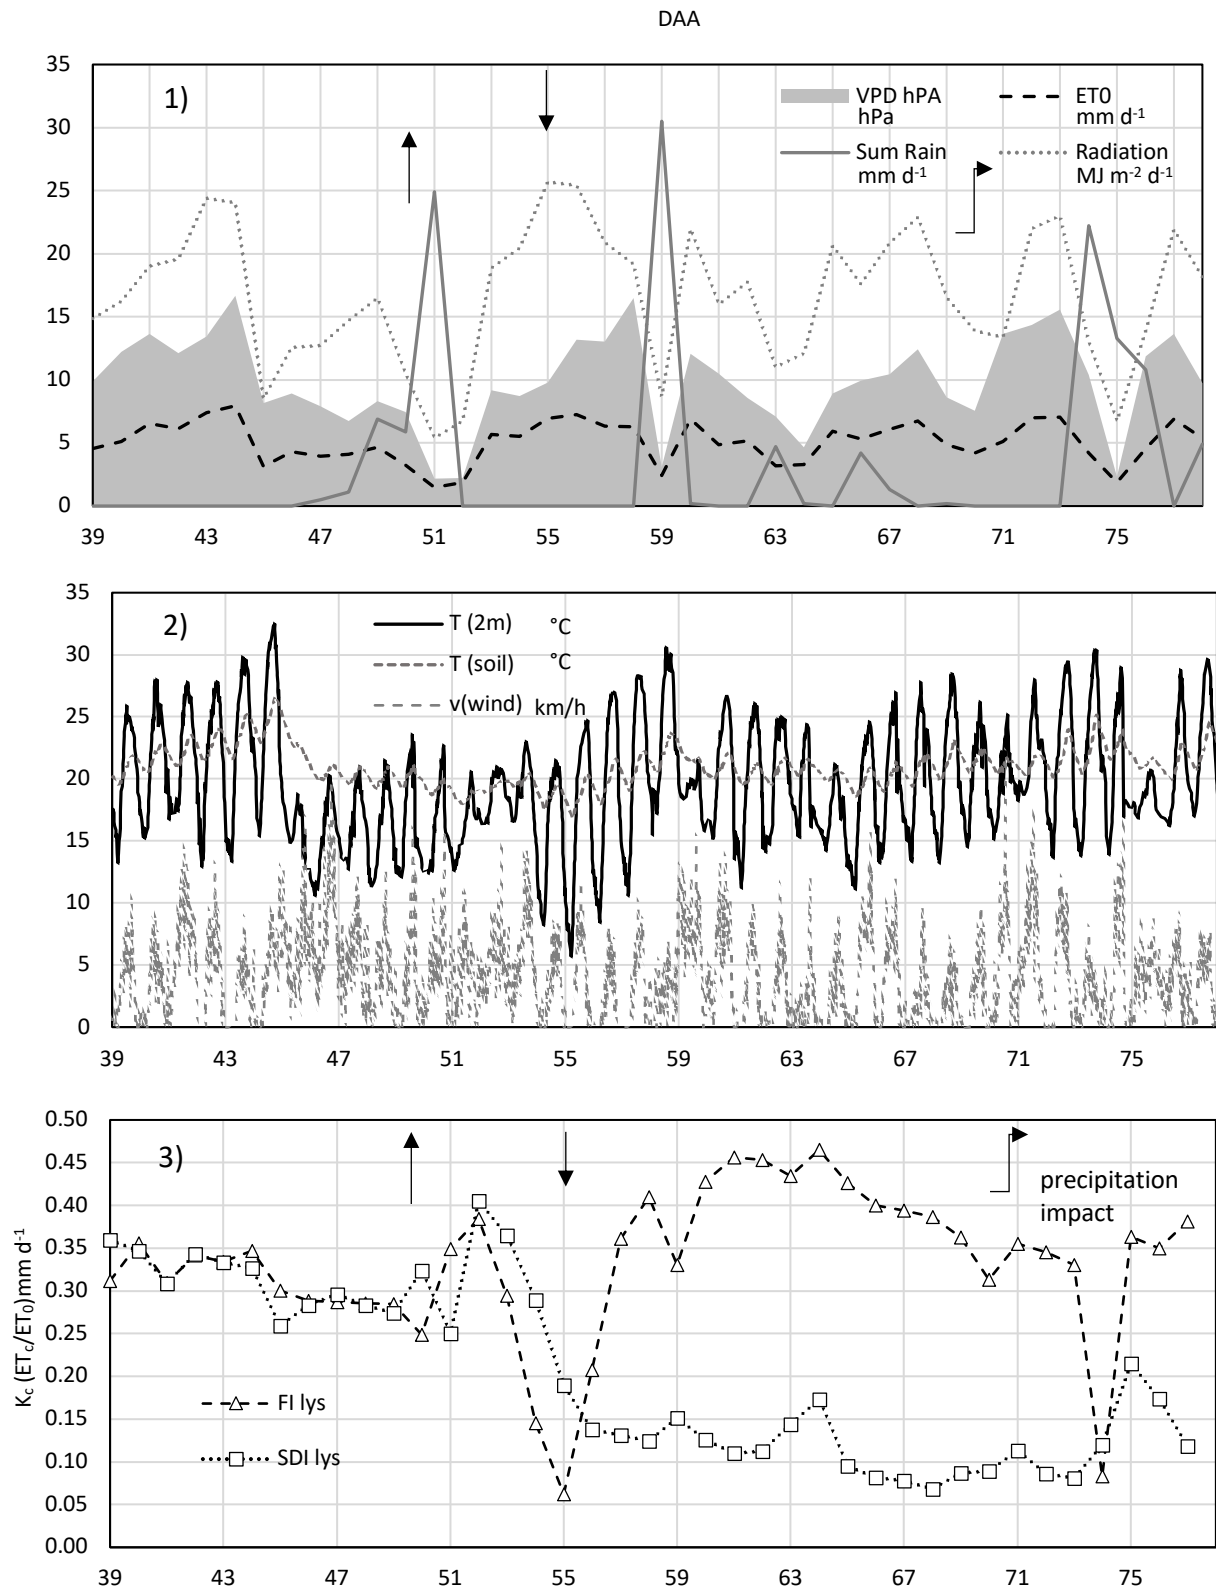 DAA
35
30
25
20
15
10
5
0
1)
VPD hPA
hPa
ET0
mm d⁻¹
Sum Rain
mm d⁻¹
Radiation
MJ m⁻² d⁻¹
39 43 47 51 55 59 63 67 71 75
35
30
25
20
15
10
5
0
2)
T (2m) °C
T (soil) °C
v(wind) km/h
39 43 47 51 55 59 63 67 71 75
K꜀ (ET꜀/ET₀)mm d⁻¹
0.50
0.45
0.40
0.35
0.30
0.25
0.20
0.15
0.10
0.05
0.00
3)
precipitation
impact
FI lys
SDI lys
39 43 47 51 55 59 63 67 71 75